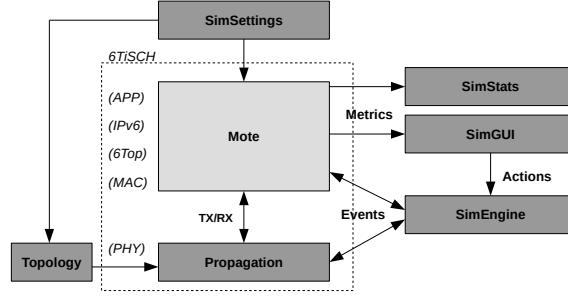 SimSettings
6TiSCH
(APP)
SimStats
Metrics
(IPv6)
Mote
SimGUI
(6Top)
(MAC)
Actions
TX/RX
Events
SimEngine
(PHY)
Topology
Propagation